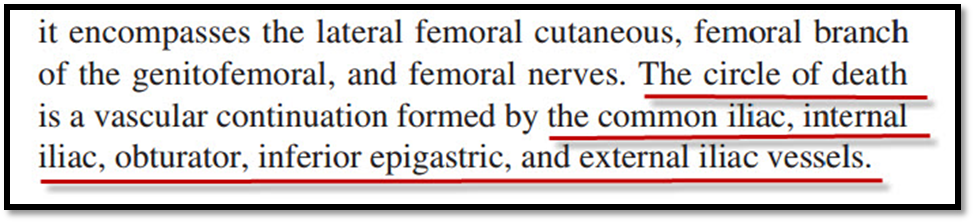 it encompasses the lateral femoral cutaneous, femoral branch
of the genitofemoral, and femoral nerves. The circle of death
is a vascular continuation formed by the common iliac, internal
iliac, obturator, inferior epigastric, and external iliac vessels.